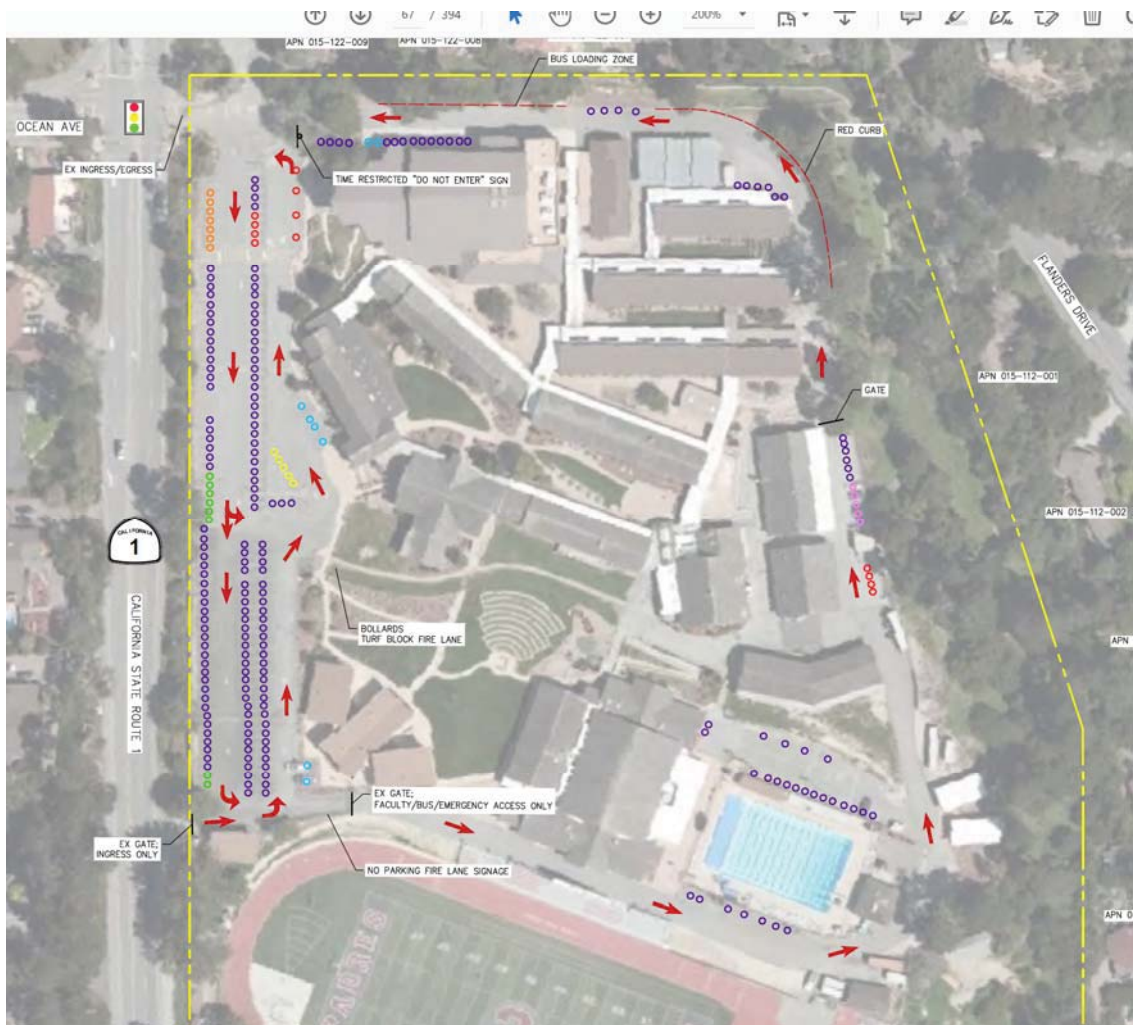 67 / 394
200%
APN 015-122-009
APN 015-122-008
BUS LOADING ZONE
OCEAN AVE
RED CURB
EX INGRESS/EGRESS
TIME RESTRICTED "DO NOT ENTER" SIGN
FLANDERS DRIVE
APN 015-112-001
GATE
APN 015-112-002
CALIFORNIA
1
CALIFORNIA STATE ROUTE 1
BOLLARDS
TURF BLOCK FIRE LANE
APN
EX GATE;
FACULTY/BUS/EMERGENCY ACCESS ONLY
EX GATE;
INGRESS ONLY
NO PARKING FIRE LANE SIGNAGE
APN 0